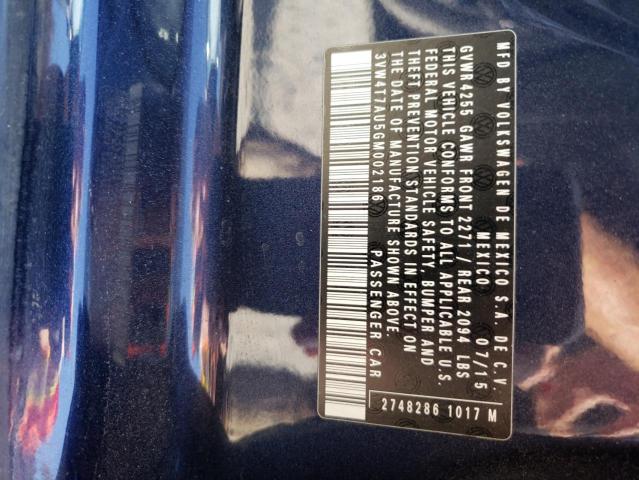 MFD BY VOLKSWAGEN DE MEXICO S.A. DE C.V.
MEXICO 07/15
GVWR 4255 GAWR FRONT 2271 / REAR 2094 LBS
THIS VEHICLE CONFORMS TO ALL APPLICABLE U.S.
FEDERAL MOTOR VEHICLE SAFETY, BUMPER AND
THEFT PREVENTION STANDARDS IN EFFECT ON
THE DATE OF MANUFACTURE SHOWN ABOVE.
3VW4T7AU5GM002186 PASSENGER CAR
2748286 1017 M